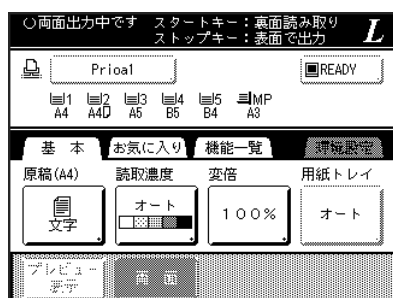 ○両面出力中です スタートキー：裏面読み取り
ストップキー：表面で出力 L
Prioa1 READY
1 2 3 4 5 MP
A4 A4 A5 B5 B4 A3
基本 お気に入り 機能一覧 環境設定
原稿(A4) 読取濃度 変倍 用紙トレイ
文字 オート 100% オート
プレビュー
表示 両面